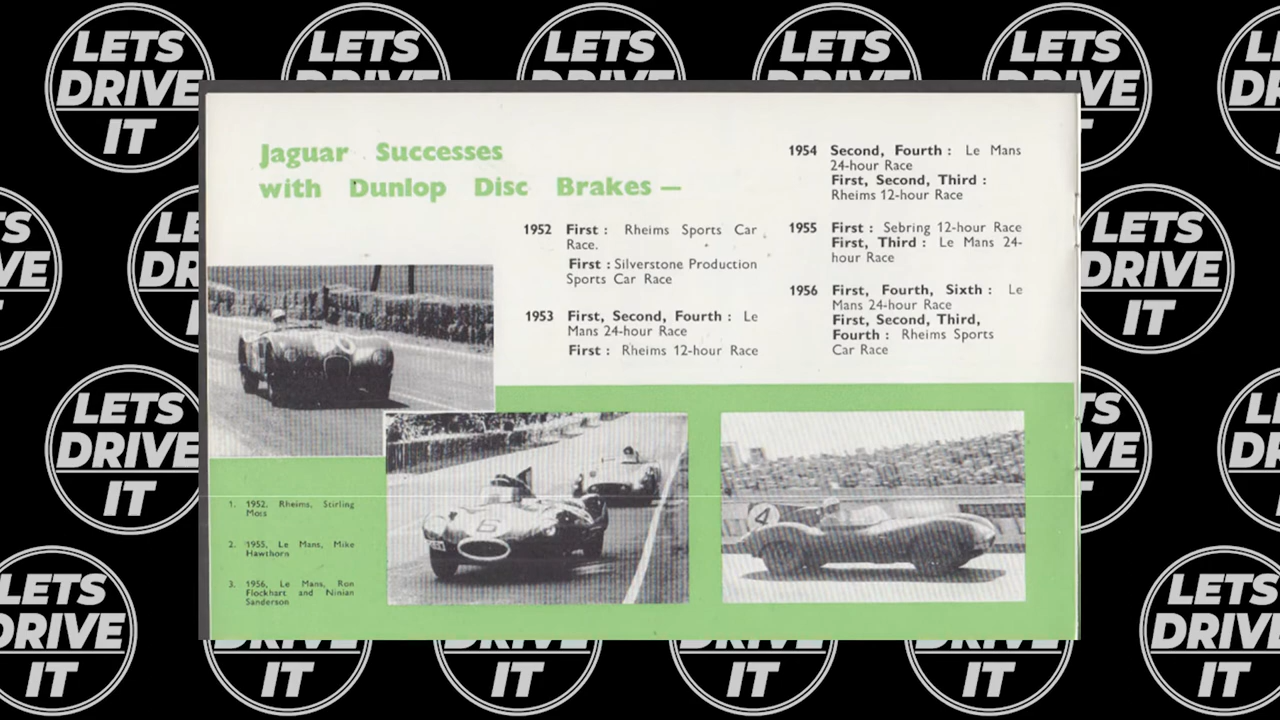 Jaguar Successes
with Dunlop Disc Brakes —
1952 First : Rheims Sports Car
Race.
First : Silverstone Production
Sports Car Race
1953 First, Second, Fourth : Le
Mans 24-hour Race
First : Rheims 12-hour Race
1954 Second, Fourth : Le Mans
24-hour Race
First, Second, Third :
Rheims 12-hour Race
1955 First : Sebring 12-hour Race
First, Third : Le Mans 24-
hour Race
1956 First, Fourth, Sixth : Le
Mans 24-hour Race
First, Second, Third,
Fourth : Rheims Sports
Car Race
1. 1952, Rheims, Stirling
Moss
2. 1955, Le Mans, Mike
Hawthorn
3. 1956, Le Mans, Ron
Flockhart and Ninian
Sanderson
6
4
LETS
DRIVE
IT